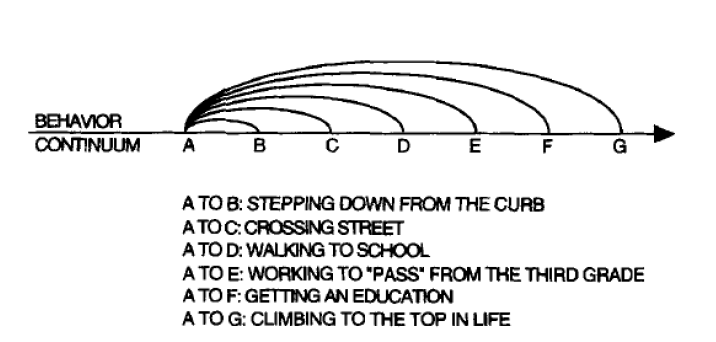 BEHAVIOR
CONTINUUM A B C D E F G
A TO B: STEPPING DOWN FROM THE CURB
A TO C: CROSSING STREET
A TO D: WALKING TO SCHOOL
A TO E: WORKING TO "PASS" FROM THE THIRD GRADE
A TO F: GETTING AN EDUCATION
A TO G: CLIMBING TO THE TOP IN LIFE